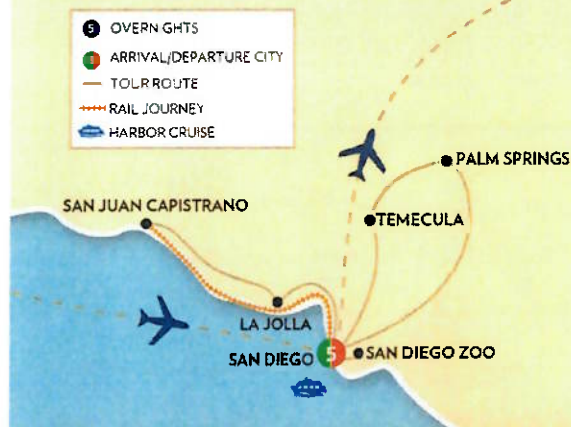 5 OVERN GHTS
ARRIVAL/DEPARTURE CITY
TOUR ROUTE
RAIL JOURNEY
HARBOR CRUISE
PALM SPRINGS
SAN JUAN CAPISTRANO
TEMECULA
LA JOLLA
SAN DIEGO 5 SAN DIEGO ZOO